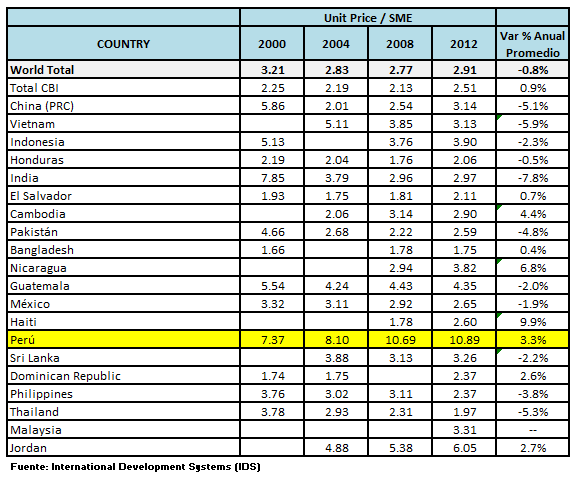 Unit Price / SME
COUNTRY 2000 2004 2008 2012 Var % Anual Promedio
World Total 3.21 2.83 2.77 2.91 -0.8%
Total CBI 2.25 2.19 2.13 2.51 0.9%
China (PRC) 5.86 2.01 2.54 3.14 -5.1%
Vietnam 5.11 3.85 3.13 -5.9%
Indonesia 5.13 3.76 3.90 -2.3%
Honduras 2.19 2.04 1.76 2.06 -0.5%
India 7.85 3.79 2.96 2.97 -7.8%
El Salvador 1.93 1.75 1.81 2.11 0.7%
Cambodia 2.06 3.14 2.90 4.4%
Pakistán 4.66 2.68 2.22 2.59 -4.8%
Bangladesh 1.66 1.78 1.75 0.4%
Nicaragua 2.94 3.82 6.8%
Guatemala 5.54 4.24 4.43 4.35 -2.0%
México 3.32 3.11 2.92 2.65 -1.9%
Haiti 1.78 2.60 9.9%
Perú 7.37 8.10 10.69 10.89 3.3%
Sri Lanka 3.88 3.13 3.26 -2.2%
Dominican Republic 1.74 1.75 2.37 2.6%
Philippines 3.76 3.02 3.11 2.37 -3.8%
Thailand 3.78 2.93 2.31 1.97 -5.3%
Malaysia 3.31 --
Jordan 4.88 5.38 6.05 2.7%
Fuente: International Development Systems (IDS)